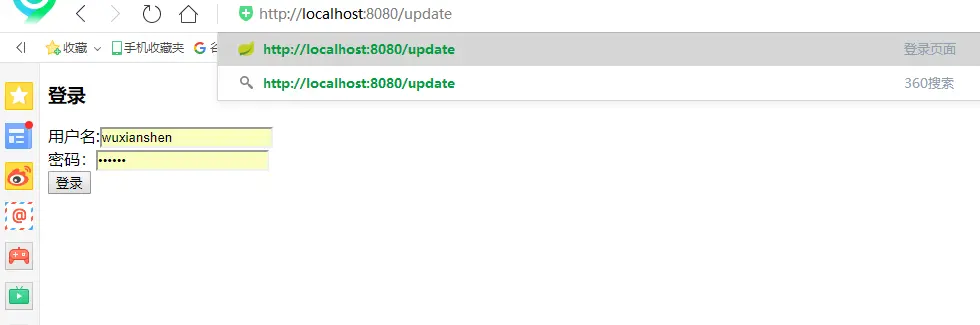 http://localhost:8080/update
收藏 手机收藏夹 G 谷
http://localhost:8080/update 登录页面
http://localhost:8080/update 360搜索
登录
用户名:wuxianshen
密码: ••••••
登录